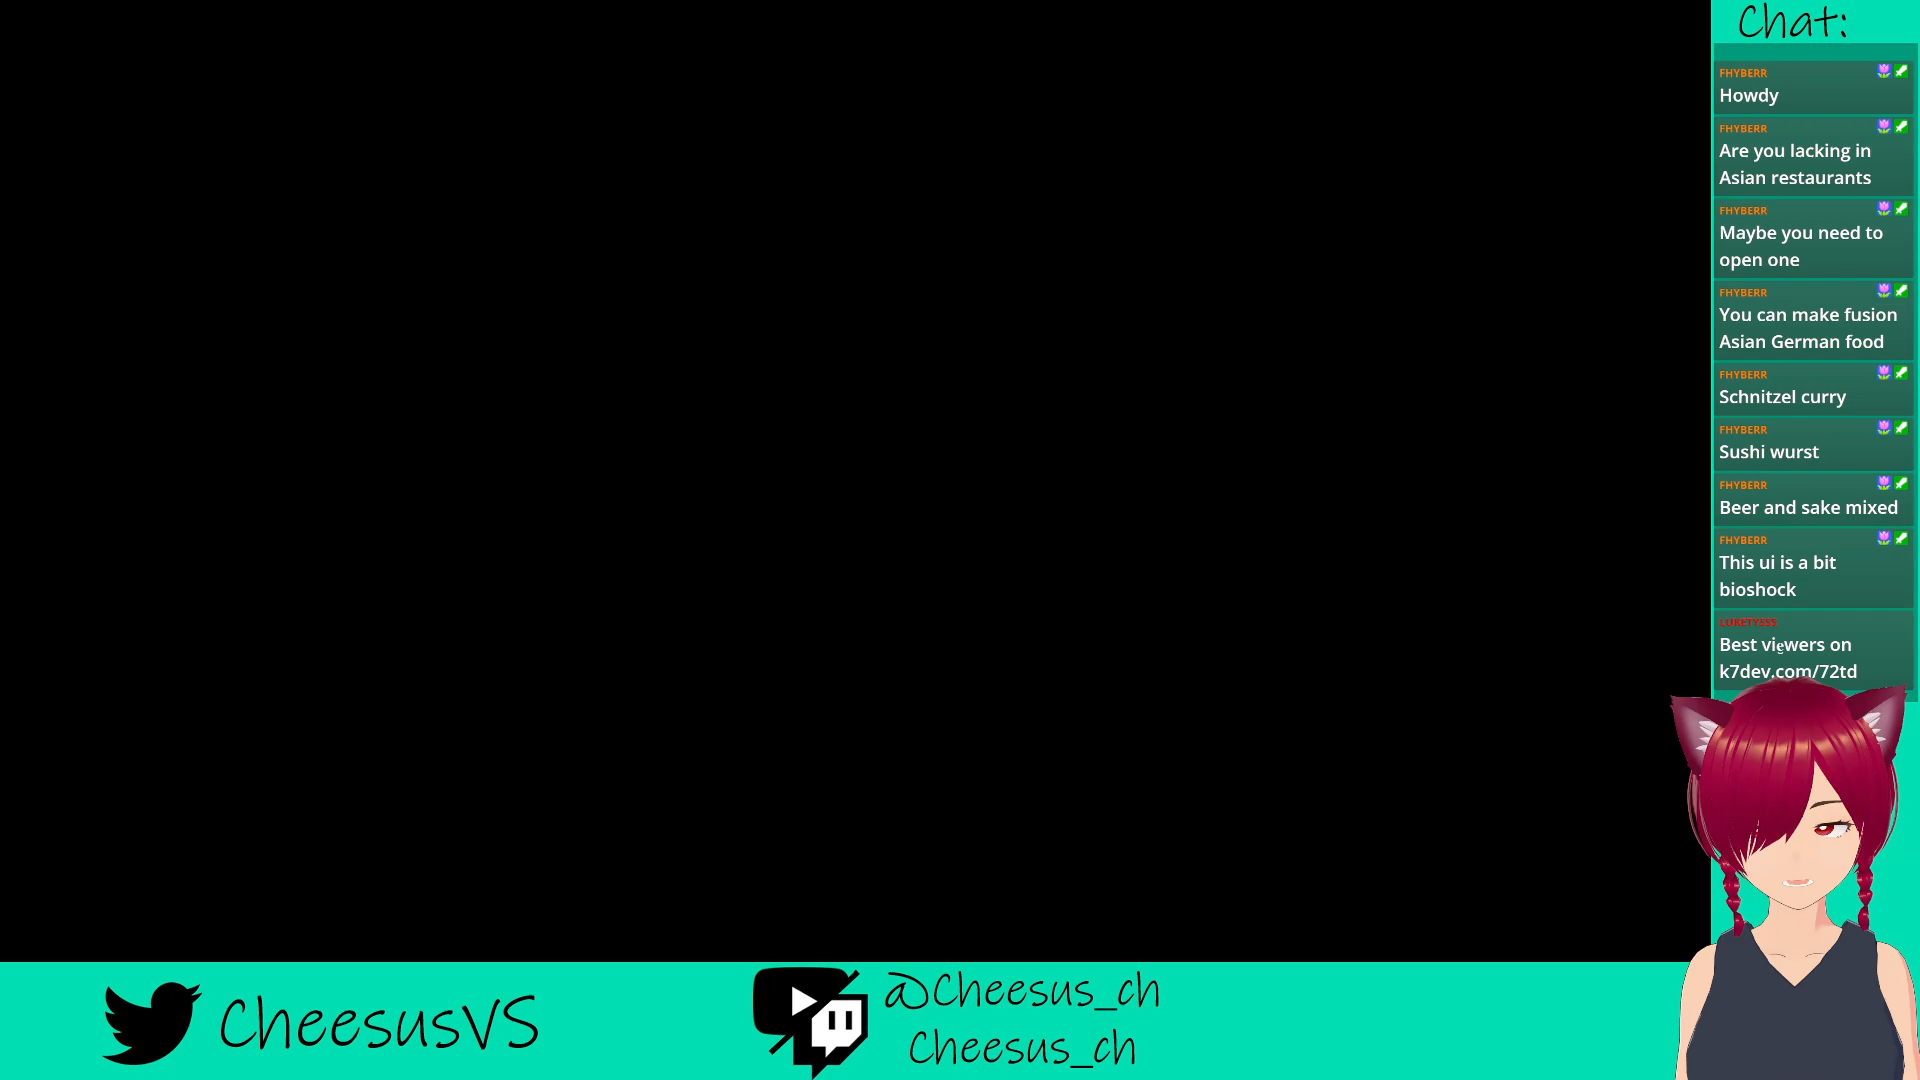 Chat:
FHYBERR
Howdy
FHYBERR
Are you lacking in
Asian restaurants
FHYBERR
Maybe you need to
open one
FHYBERR
You can make fusion
Asian German food
FHYBERR
Schnitzel curry
FHYBERR
Sushi wurst
FHYBERR
Beer and sake mixed
FHYBERR
This ui is a bit
bioshock
LUKETYSSS
Best viewers on
k7dev.com/72td
CheesusVS
@Cheesus_ch
Cheesus_ch